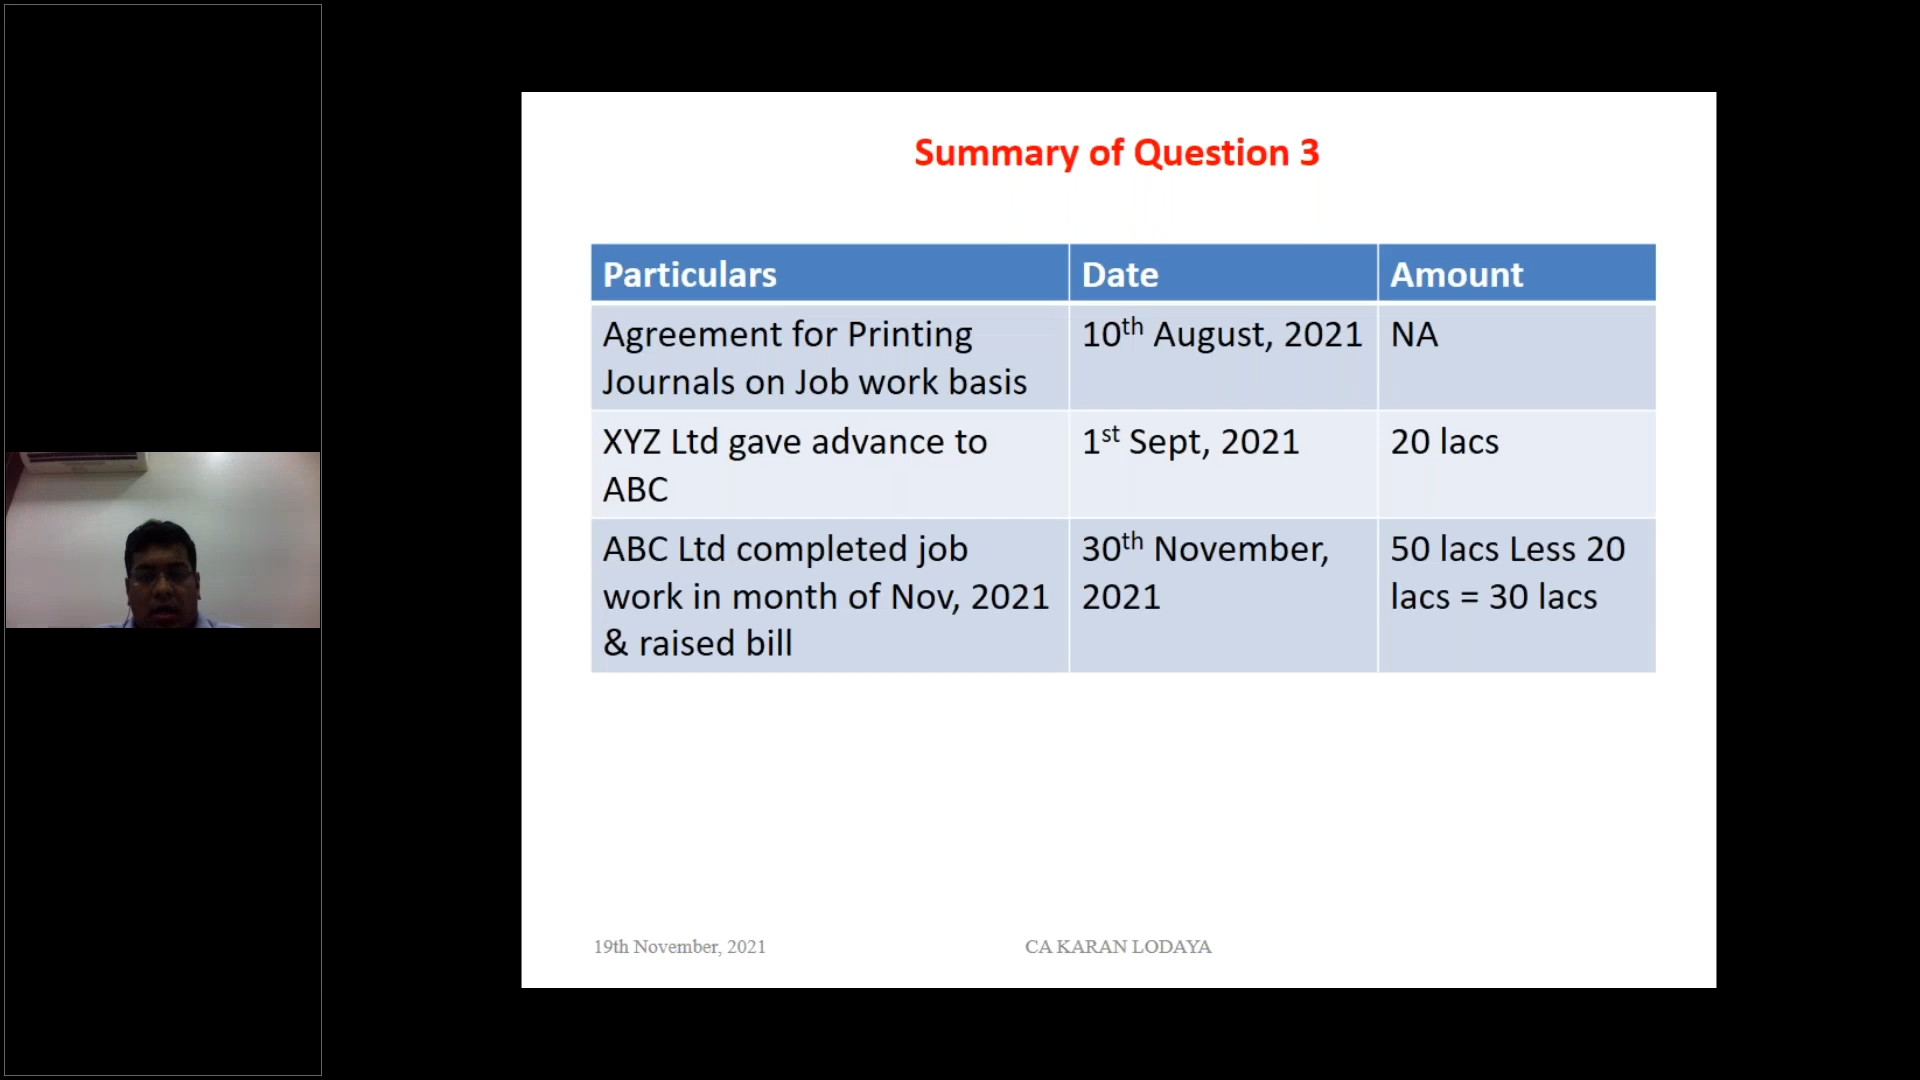 Summary of Question 3
Particulars Date Amount
Agreement for Printing 10th August, 2021 NA
Journals on Job work basis
XYZ Ltd gave advance to 1st Sept, 2021 20 lacs
ABC
ABC Ltd completed job 30th November, 50 lacs Less 20
work in month of Nov, 2021 2021 lacs = 30 lacs
& raised bill
19th November, 2021 CA KARAN LODAYA